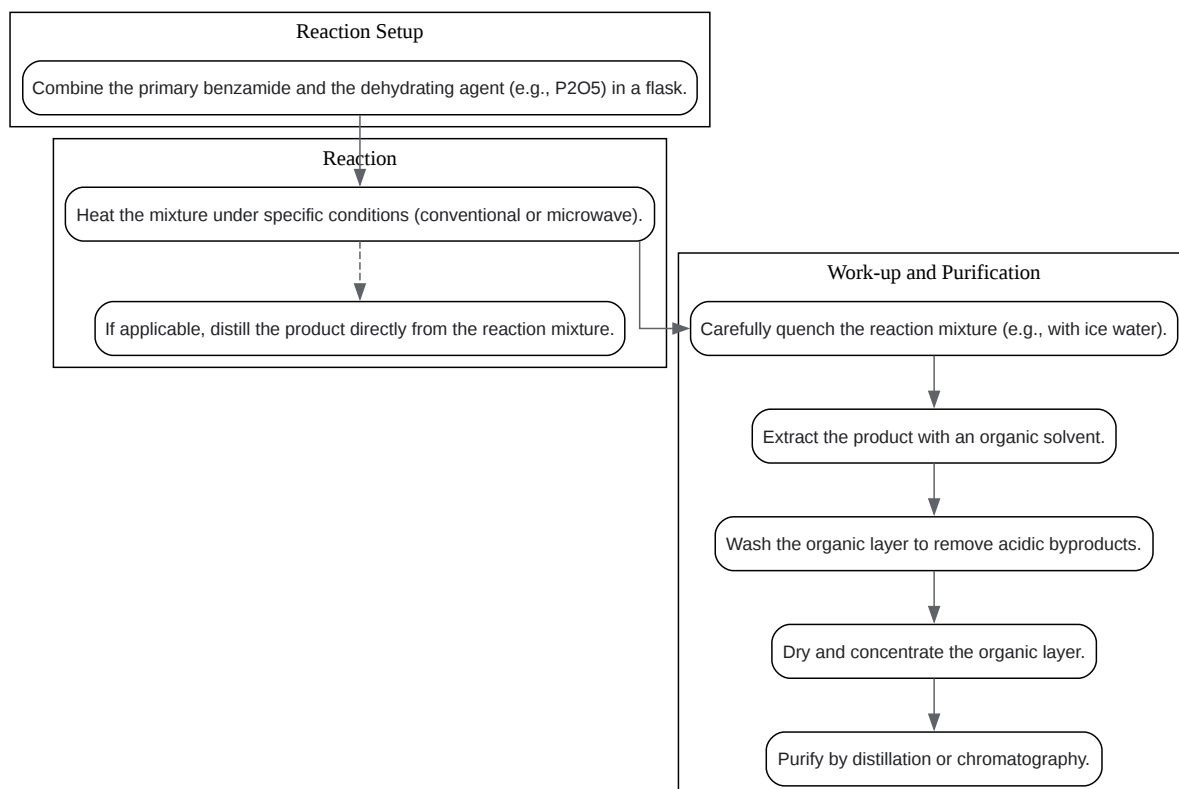 Reaction Setup
Combine the primary benzamide and the dehydrating agent (e.g., P2O5) in a flask.
Reaction
Heat the mixture under specific conditions (conventional or microwave).
If applicable, distill the product directly from the reaction mixture.
Work-up and Purification
Carefully quench the reaction mixture (e.g., with ice water).
Extract the product with an organic solvent.
Wash the organic layer to remove acidic byproducts.
Dry and concentrate the organic layer.
Purify by distillation or chromatography.